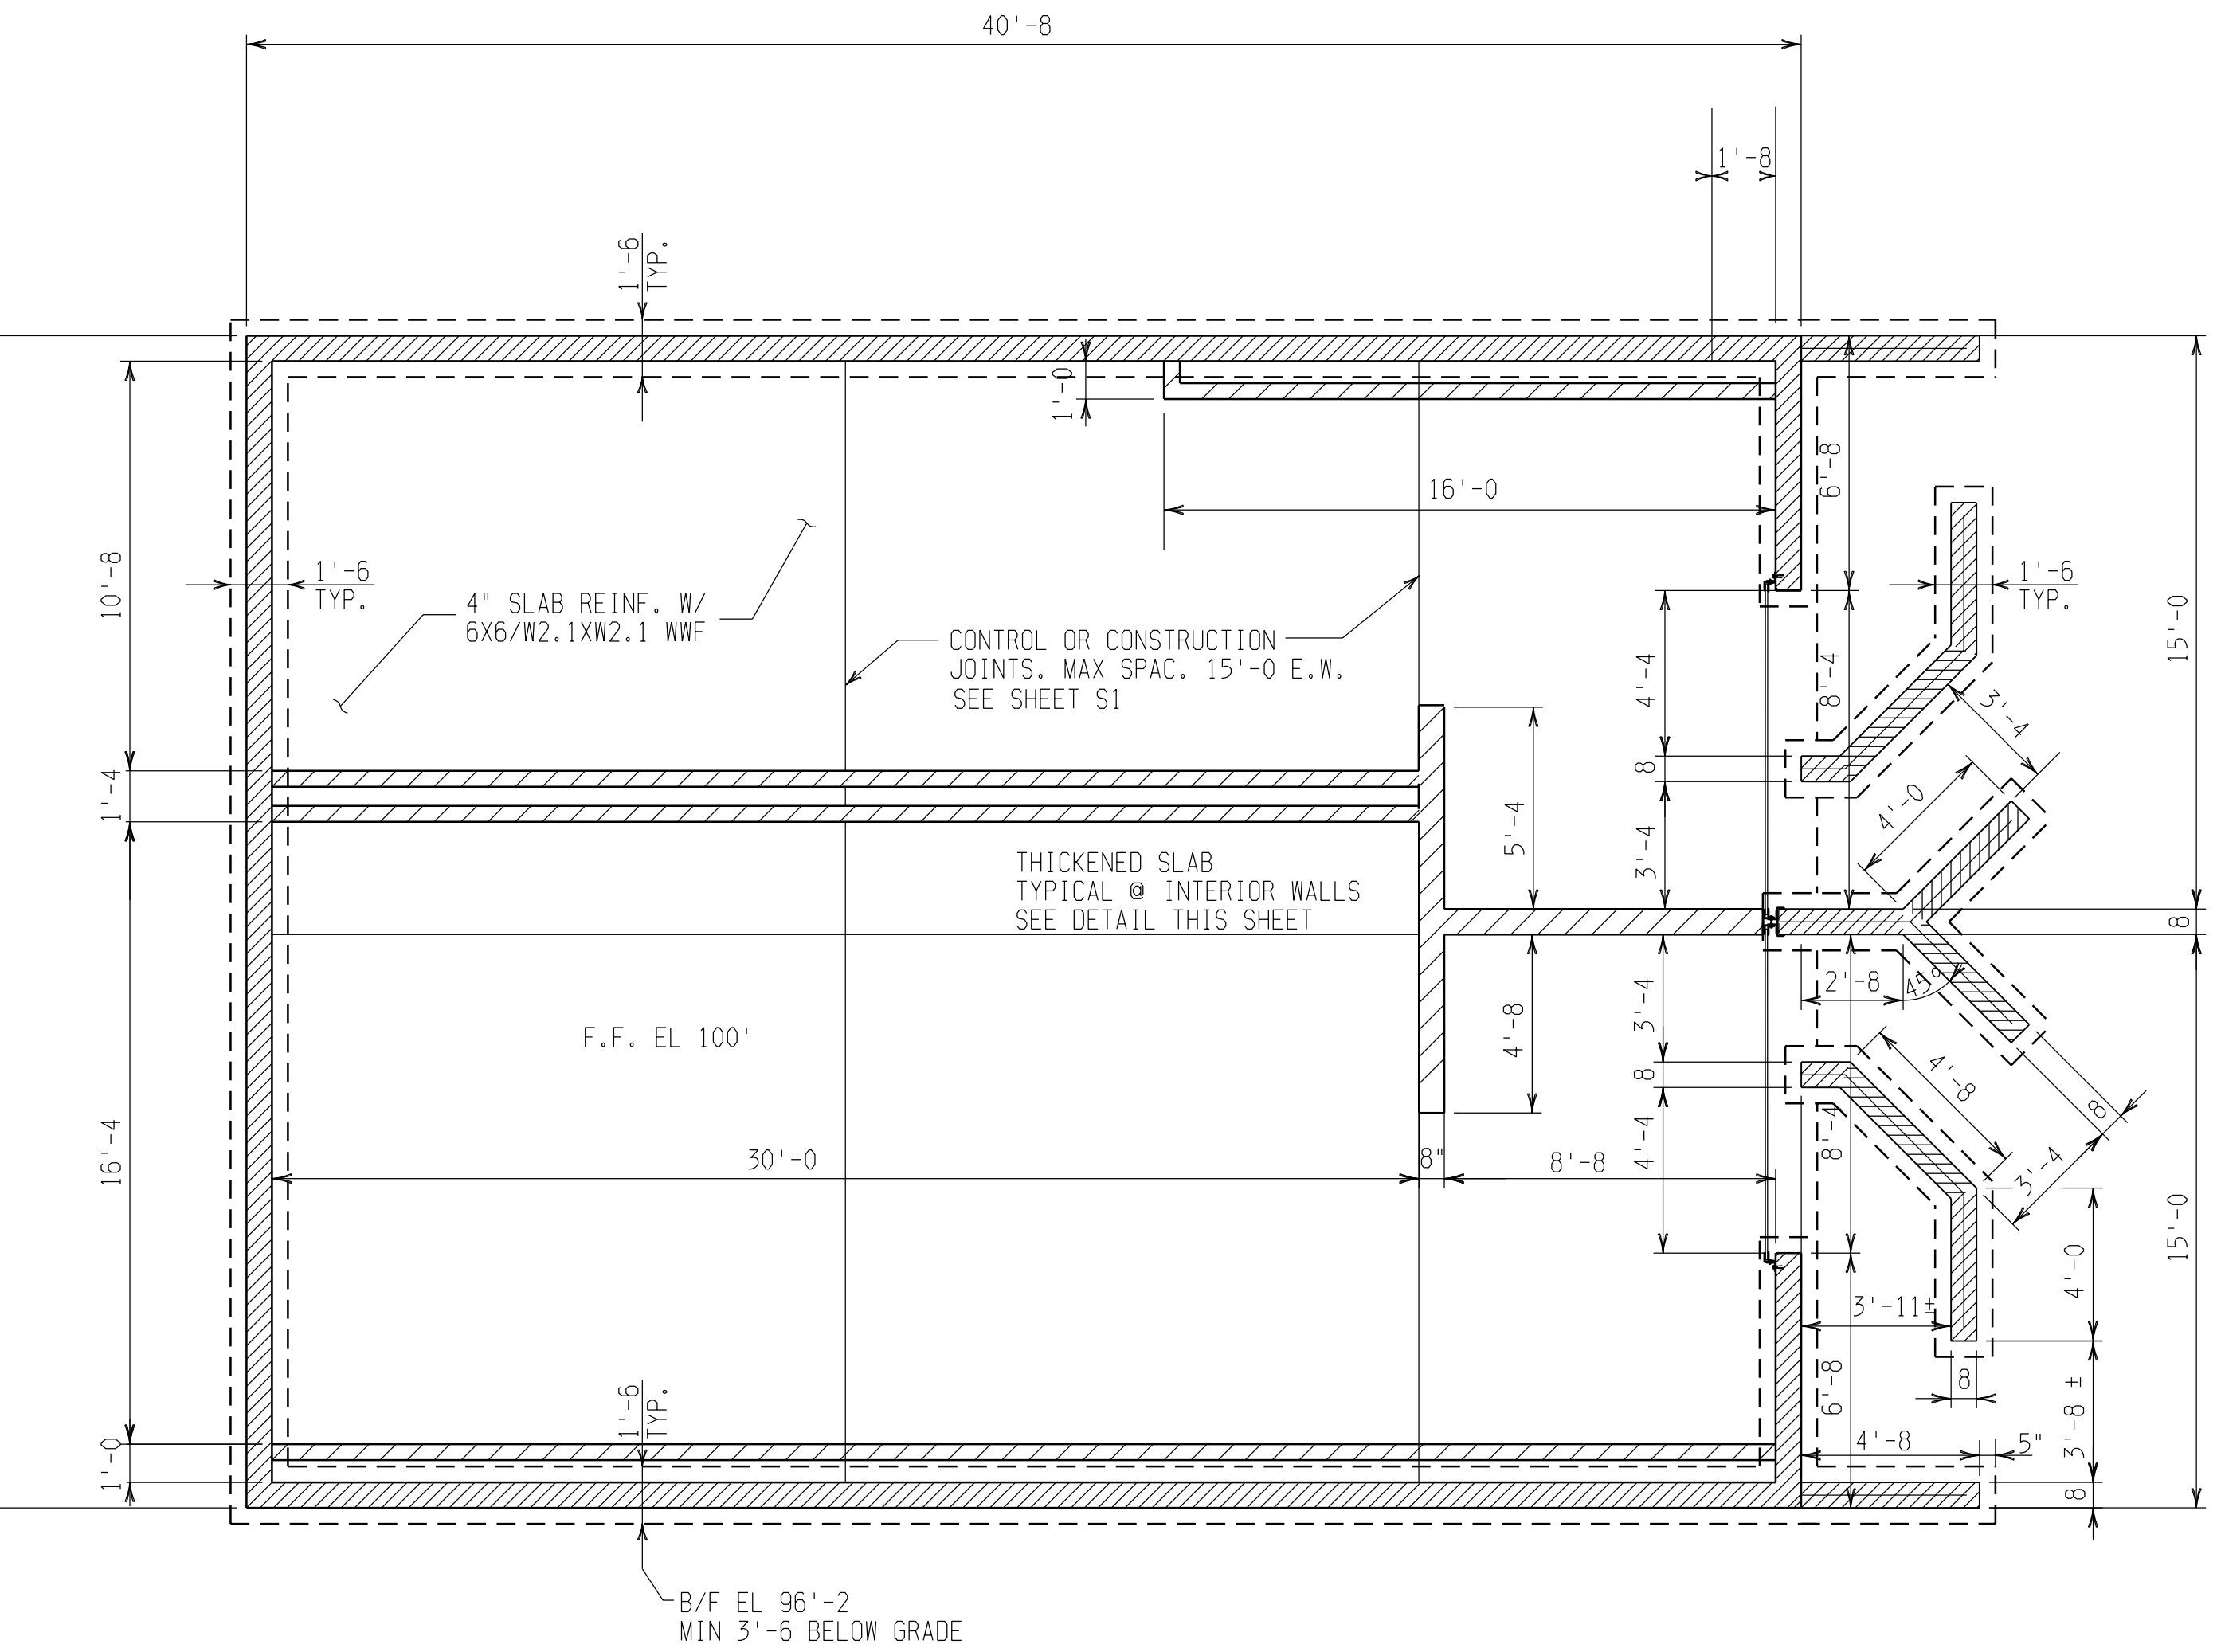 40'-8
1'-8
1'-6
TYP.
1'-0
6'-8
16'-0
10'-8
1'-6
TYP.
4" SLAB REINF. W/
6X6/W2.1XW2.1 WWF
CONTROL OR CONSTRUCTION
JOINTS. MAX SPAC. 15'-0 E.W.
SEE SHEET S1
1'-6
TYP.
15'-0
4'-4
8'-4
3'-4
8
4'-0
1'-4
5'-4
3'-4
THICKENED SLAB
TYPICAL @ INTERIOR WALLS
SEE DETAIL THIS SHEET
8
2'-8
45°
F.F. EL 100'
4'-8
3'-4
8
4'-8
8
16'-4
30'-0
8"
8'-8
4'-4
8'-4
3'-4
15'-0
4'-0
3'-11±
1'-6
TYP.
6'-8
8
3'-8 ±
1'-0
4'-8
5"
8
B/F EL 96'-2
MIN 3'-6 BELOW GRADE